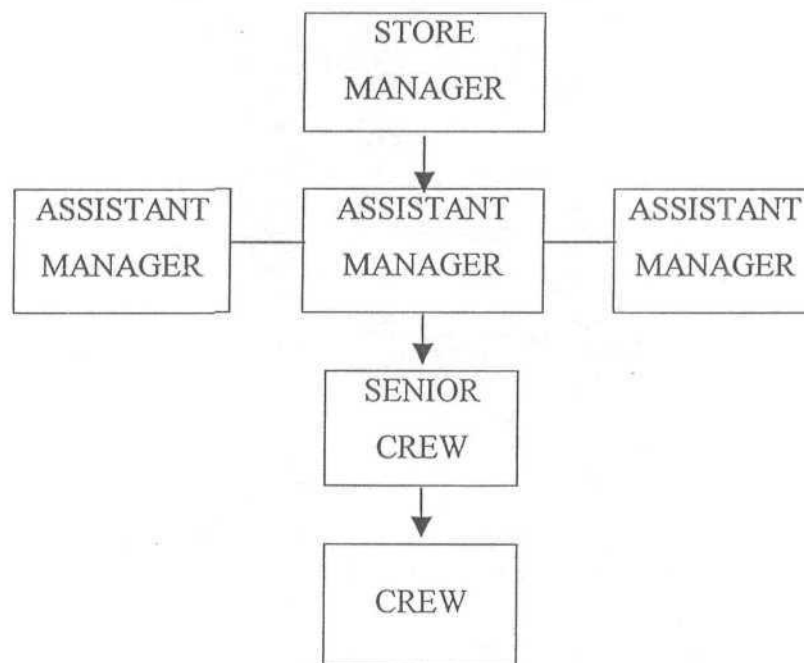 STORE
MANAGER
ASSISTANT
MANAGER
ASSISTANT
MANAGER
ASSISTANT
MANAGER
SENIOR
CREW
CREW